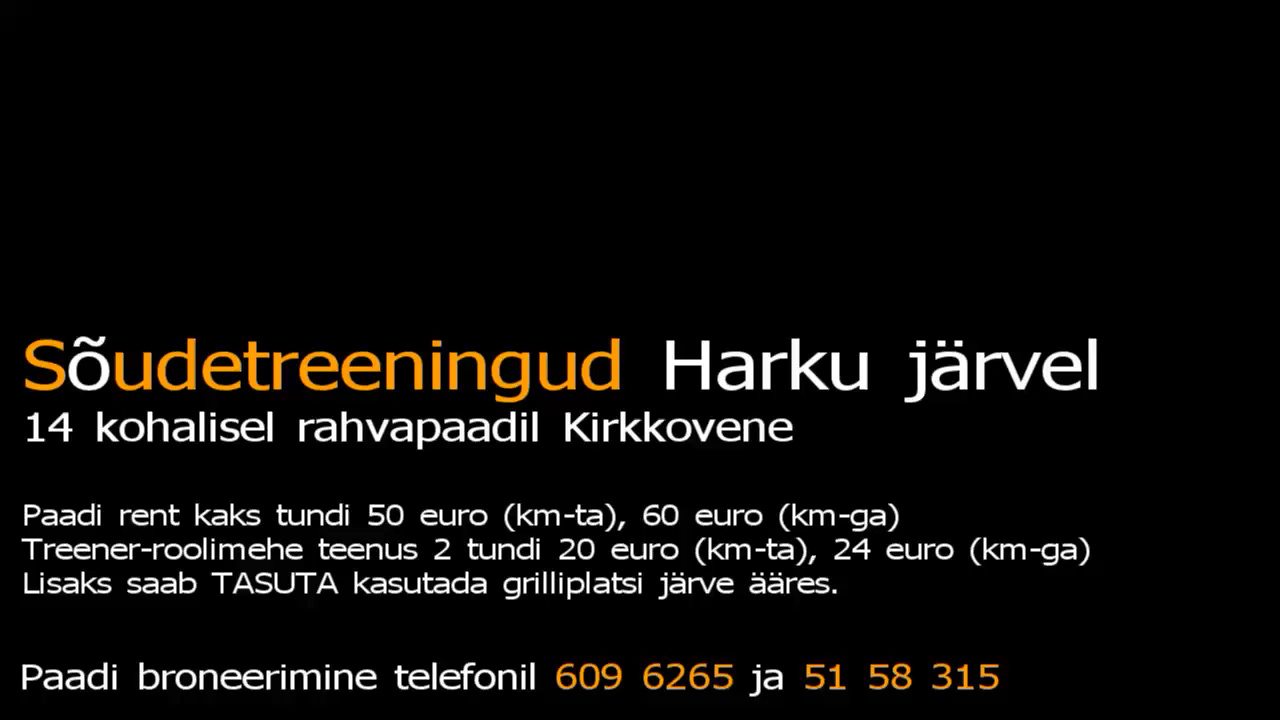 Sõudetreeningud Harku järvel
14 kohalisel rahvapaadil Kirkkovene
Paadi rent kaks tundi 50 euro (km-ta), 60 euro (km-ga)
Treener-roolimehe teenus 2 tundi 20 euro (km-ta), 24 euro (km-ga)
Lisaks saab TASUTA kasutada grilliplatsi järve ääres.
Paadi broneerimine telefonil 609 6265 ja 51 58 315